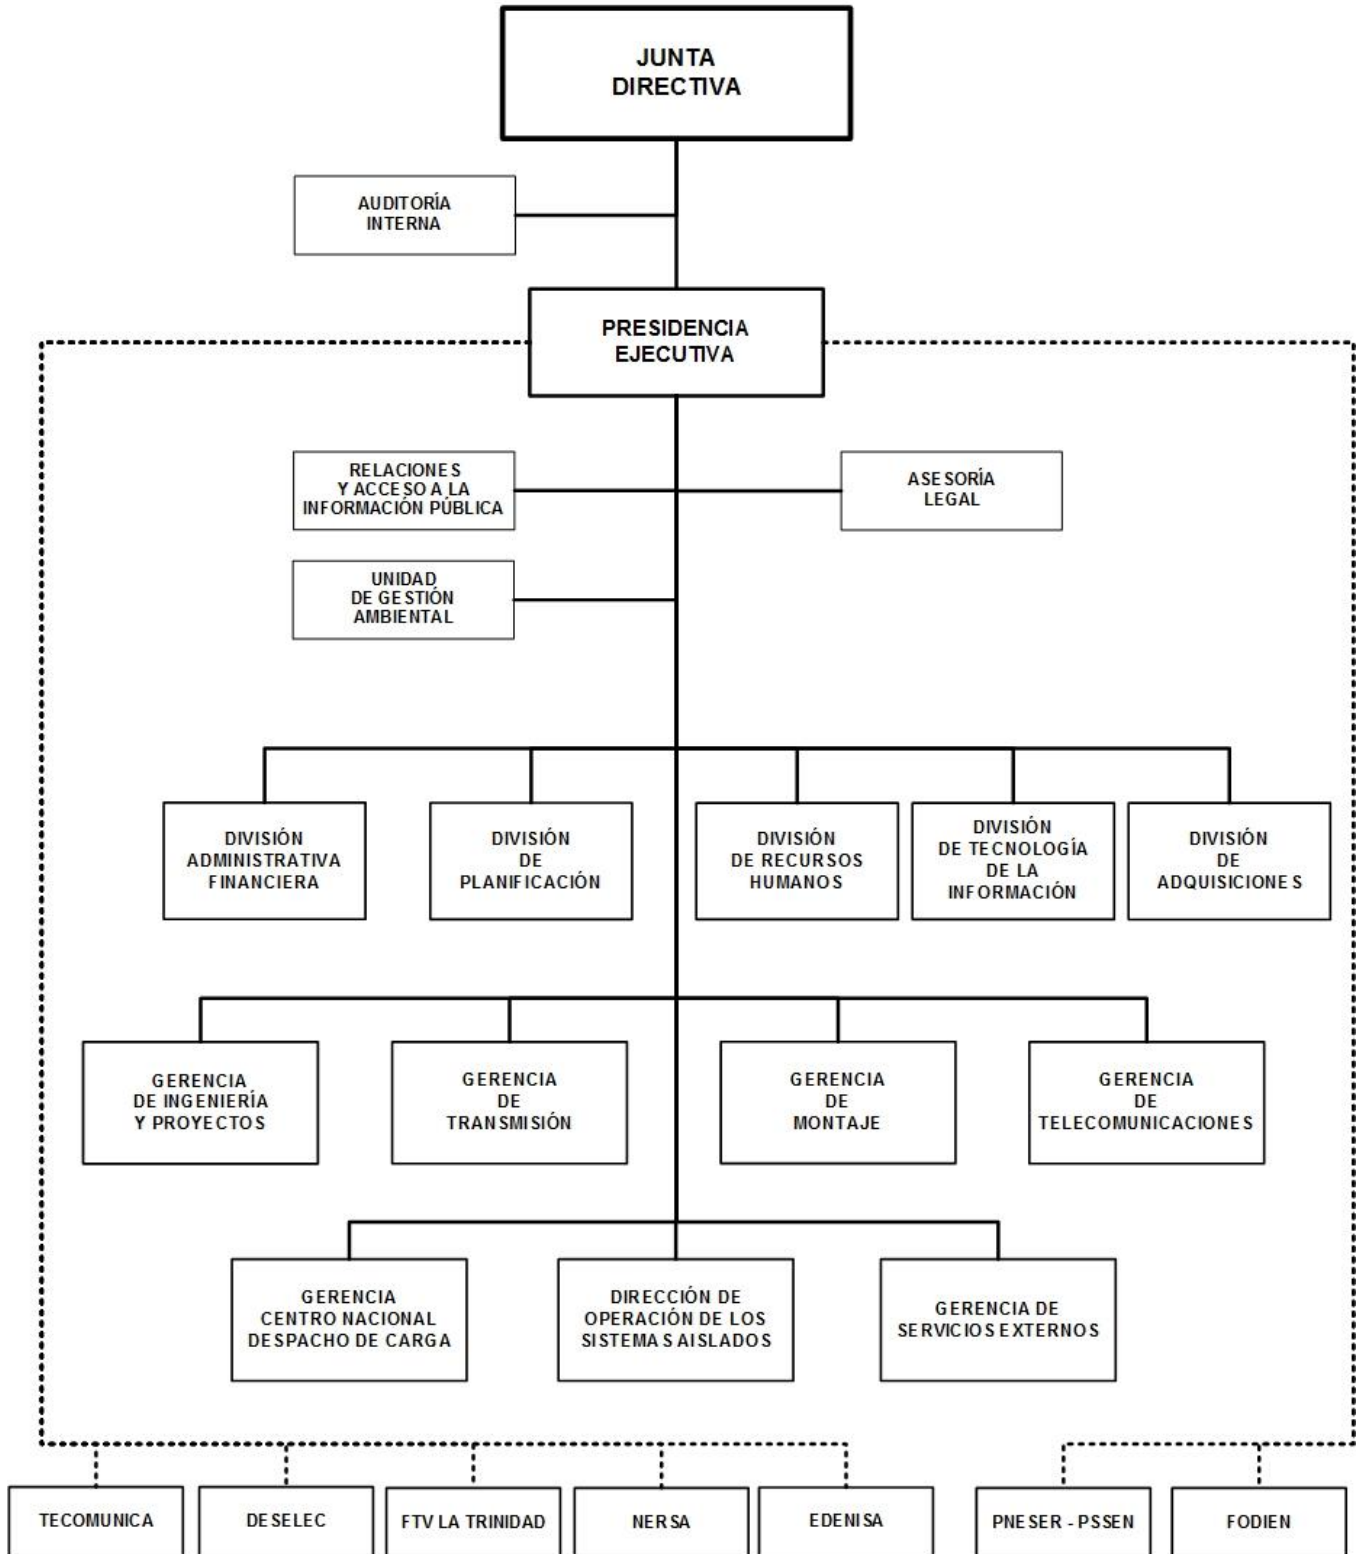 JUNTA
DIRECTIVA
AUDITORÍA
INTERNA
PRESIDENCIA
EJECUTIVA
RELACIONES
Y ACCESO A LA
INFORMACIÓN PÚBLICA
ASESORÍA
LEGAL
UNIDAD
DE GESTIÓN
AMBIENTAL
DIVISIÓN
ADMINISTRATIVA
FINANCIERA
DIVISIÓN
DE
PLANIFICACIÓN
DIVISIÓN
DE RECURSOS
HUMANOS
DIVISIÓN
DE TECNOLOGÍA
DE LA
INFORMACIÓN
DIVISIÓN
DE
ADQUISICIONES
GERENCIA
DE INGENIERÍA
Y PROYECTOS
GERENCIA
DE
TRANSMISIÓN
GERENCIA
DE
MONTAJE
GERENCIA
DE
TELECOMUNICACIONES
GERENCIA
CENTRO NACIONAL
DESPACHO DE CARGA
DIRECCIÓN DE
OPERACIÓN DE LOS
SISTEMAS AISLADOS
GERENCIA DE
SERVICIOS EXTERNOS
TECOMUNICA
DESELEC
FTV LA TRINIDAD
NERSA
EDENISA
PNESER - PSSEN
FODIEN